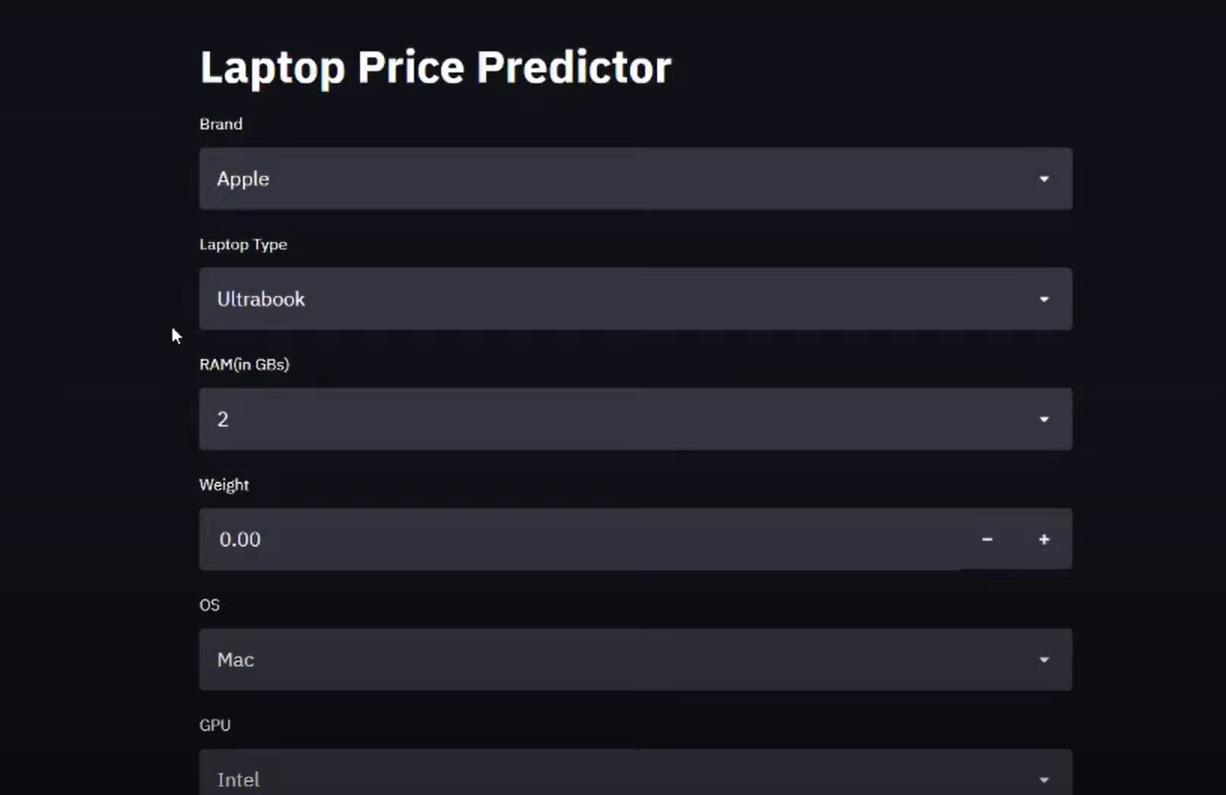 Laptop Price Predictor
Brand
Apple
Laptop Type
Ultrabook
RAM(in GBs)
2
Weight
0.00
OS
Mac
GPU
Intel